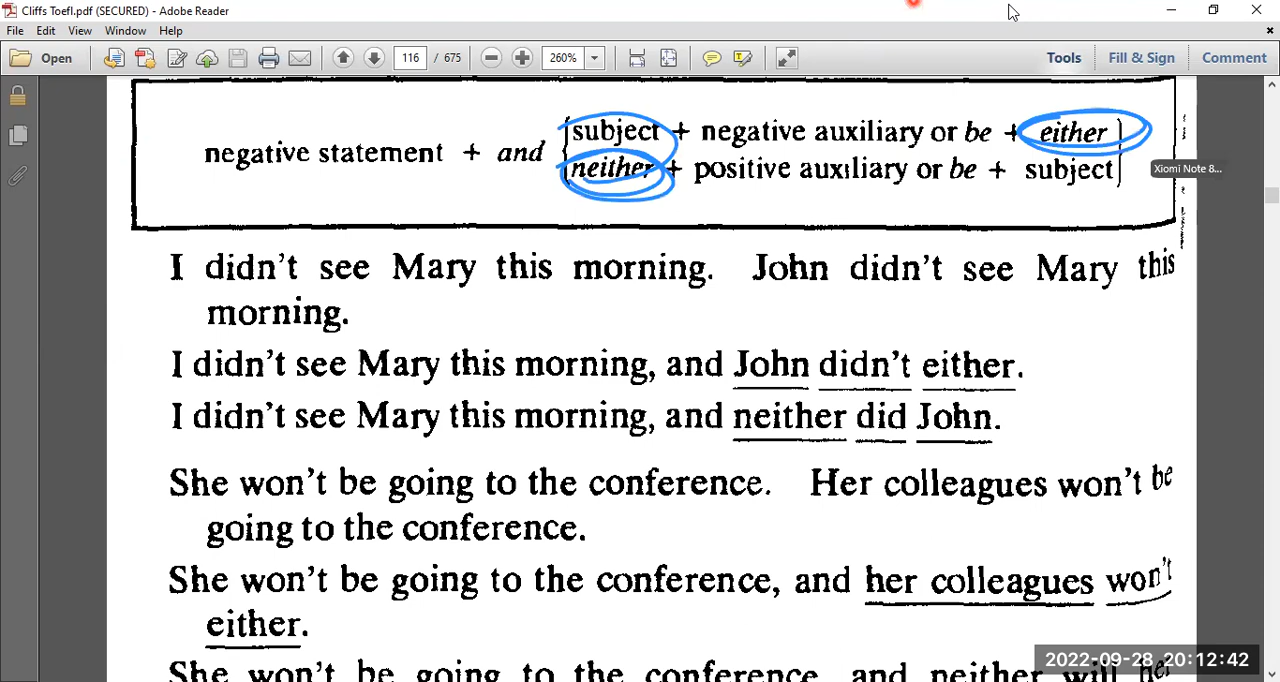 Cliffs Toefl.pdf (SECURED) - Adobe Reader
File Edit View Window Help
Open 116 / 675 260% Tools Fill & Sign Comment
subject + negative auxiliary or be + either
negative statement + and
neither + positive auxiliary or be + subject
Xiomi Note 8...
I didn't see Mary this morning. John didn't see Mary this
morning.
I didn't see Mary this morning, and John didn't either.
I didn't see Mary this morning, and neither did John.
She won't be going to the conference. Her colleagues won't be
going to the conference.
She won't be going to the conference, and her colleagues won't
either.
She won't be going to the conference, and neither will her
2022-09-28 20:12:42